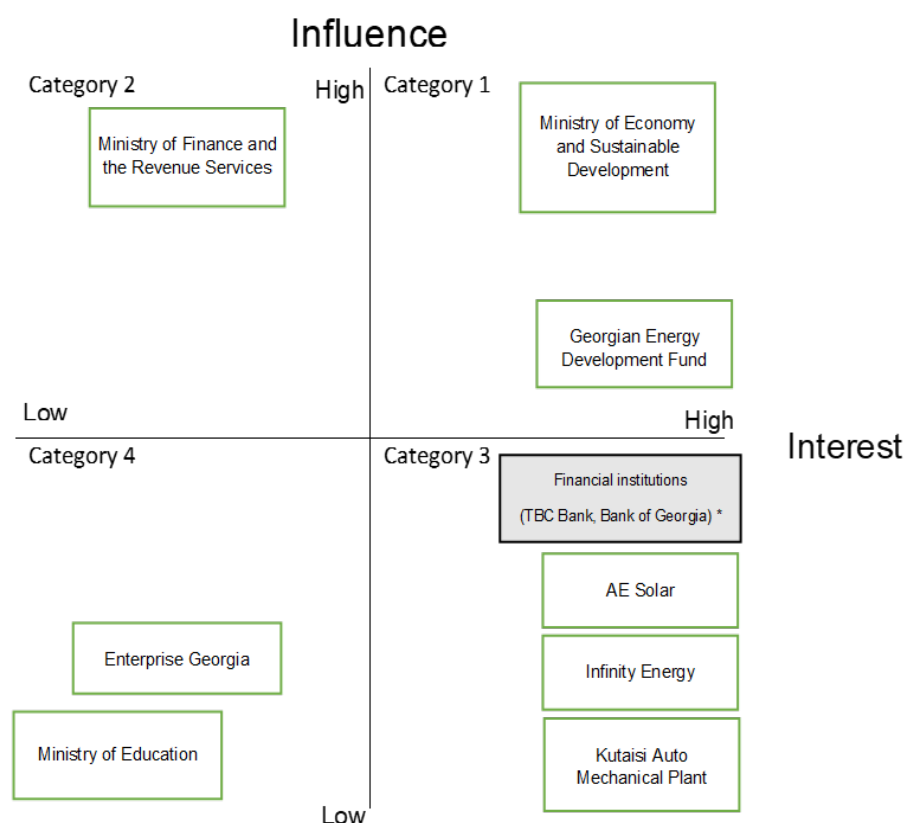 Influence
Category 2
High
Category 1
Ministry of Finance and
the Revenue Services
Ministry of Economy
and Sustainable
Development
Georgian Energy
Development Fund
Low
High
Interest
Category 4
Category 3
Financial institutions
(TBC Bank, Bank of Georgia) *
AE Solar
Enterprise Georgia
Infinity Energy
Ministry of Education
Kutaisi Auto
Mechanical Plant
Low